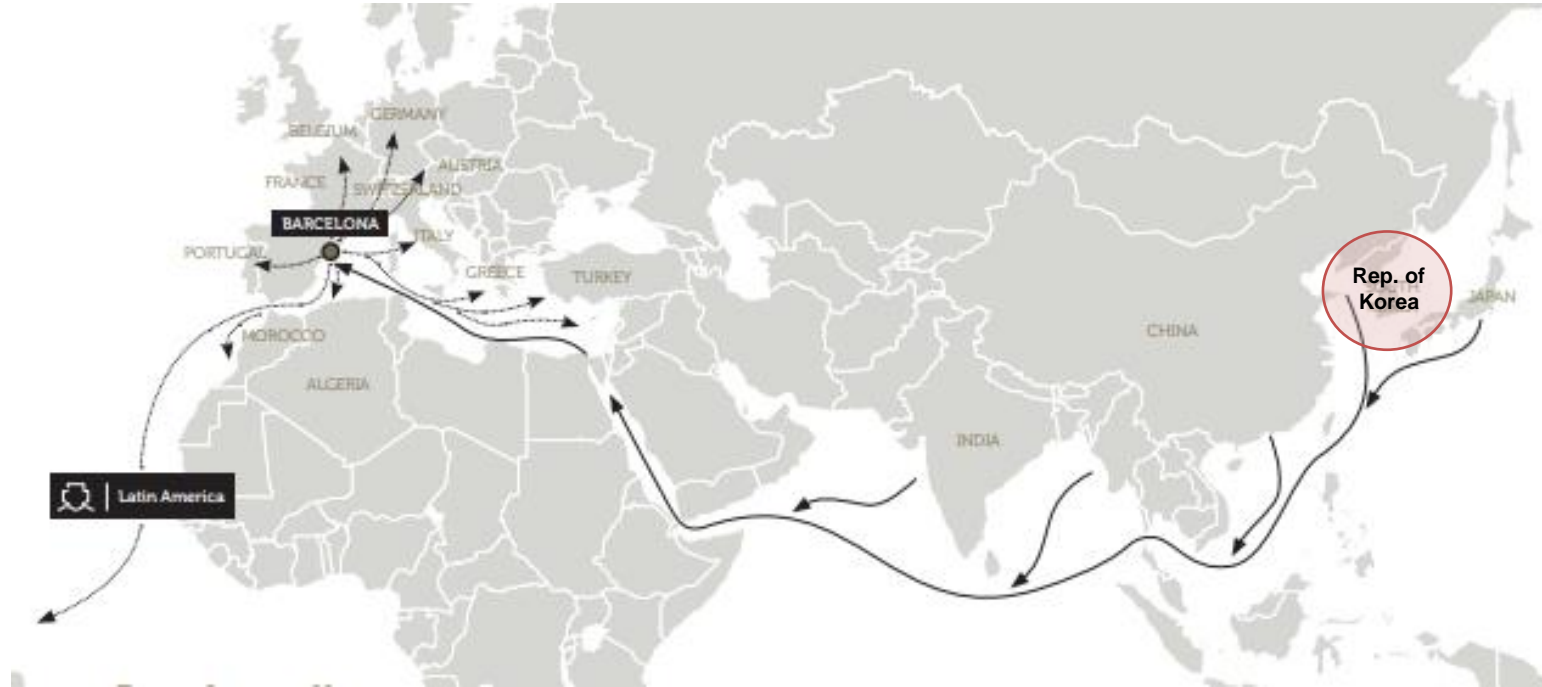 GERMANY
BELGIUM
AUSTRIA
FRANCE
SWITZSALAND
BARCELONA
ITALY
PORTUGAL
GREECE
TURKEY
Rep. of
Korea
JAPAN
CHINA
MOROCCO
ALGERIA
INDIA
Latin America